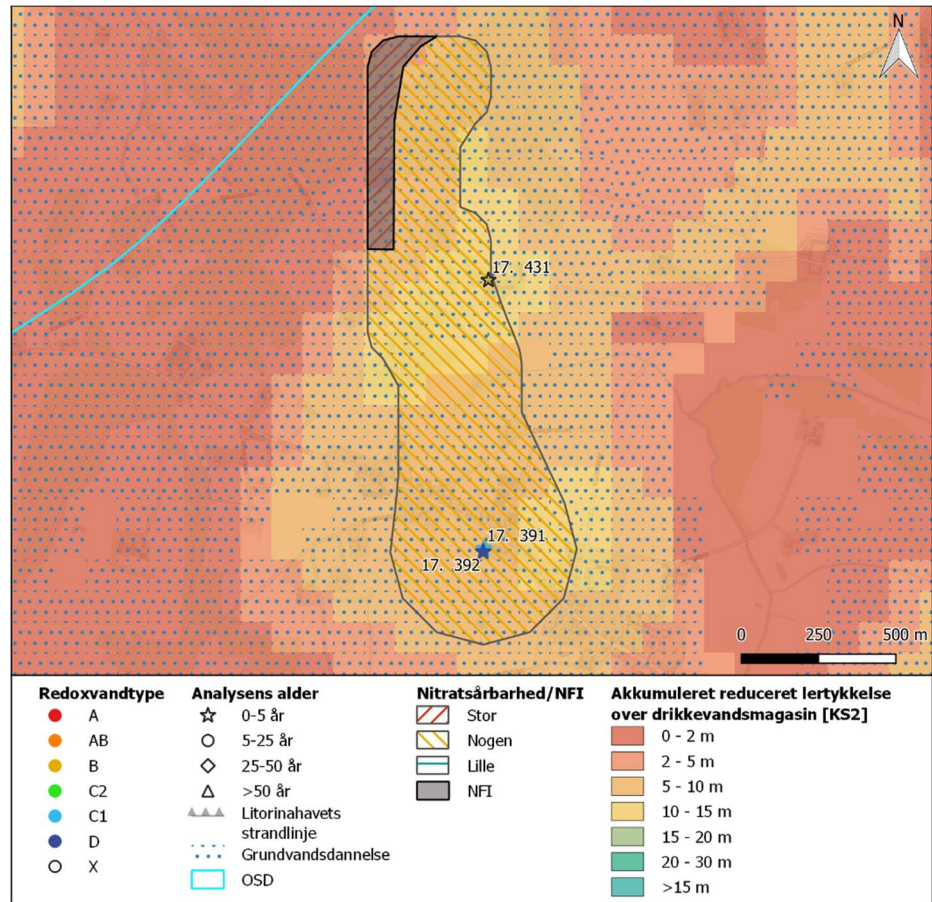 N
17. 431
17. 391
17. 392
0 250 500 m
Redoxvandtype
A
AB
B
C2
C1
D
X
Analysens alder
0-5 år
5-25 år
25-50 år
>50 år
Litorinahavets
strandlinje
Grundvandsdannelse
OSD
Nitratsårbarhed/NFI
Stor
Nogen
Lille
NFI
Akkumuleret reduceret lertykkelse
over drikkevandsmagasin [KS2]
0 - 2 m
2 - 5 m
5 - 10 m
10 - 15 m
15 - 20 m
20 - 30 m
>15 m